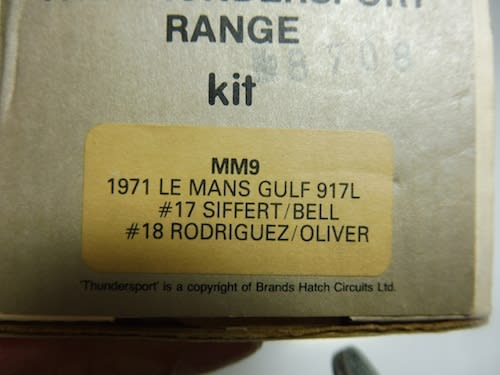 RANGE
kit
MM9
1971 LE MANS GULF 917L
#17 SIFFERT/BELL
#18 RODRIGUEZ/OLIVER
'Thundersport' is a copyright of Brands Hatch Circuits Ltd.